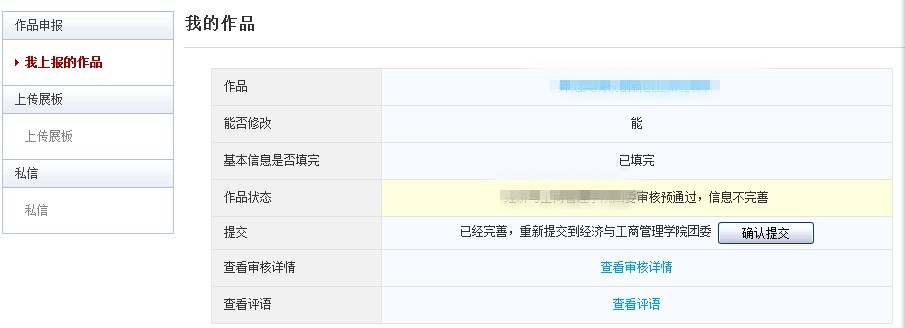 作品申报
我上报的作品
上传展板
上传展板
私信
私信
我的作品
作品
能否修改 能
基本信息是否填完 已填完
作品状态 审核预通过，信息不完善
提交 已经完善，重新提交到经济与工商管理学院团委 确认提交
查看审核详情 查看审核详情
查看评语 查看评语